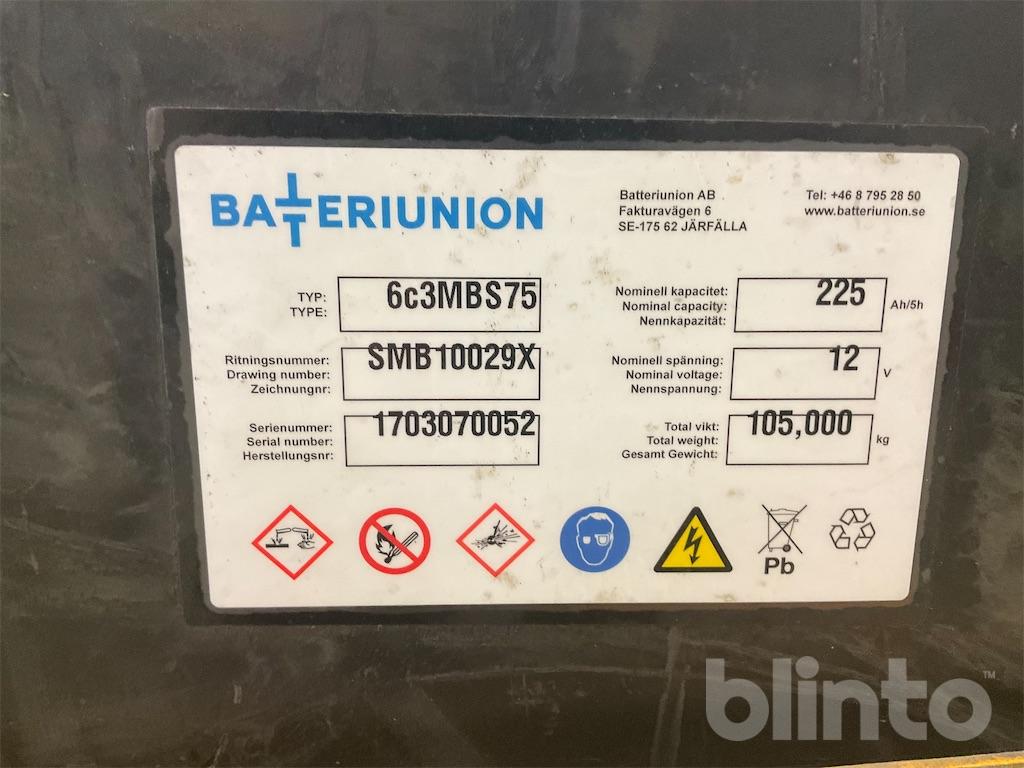 BATTERIUNION
Batteriunion AB
Fakturavägen 6
SE-175 62 JÄRFÄLLA
Tel: +46 8 795 28 50
www.batteriunion.se
TYP:
TYPE:
6c3MBS75
Nominell kapacitet:
Nominal capacity:
Nennkapazität:
225
Ah/5h
Ritningsnummer:
Drawing number:
Zeichnungnr:
SMB10029X
Nominell spänning:
Nominal voltage:
Nennspannung:
12
V
Serienummer:
Serial number:
Herstellungsnr:
1703070052
Total vikt:
Total weight:
Gesamt Gewicht:
105,000
kg
Pb
blinto™